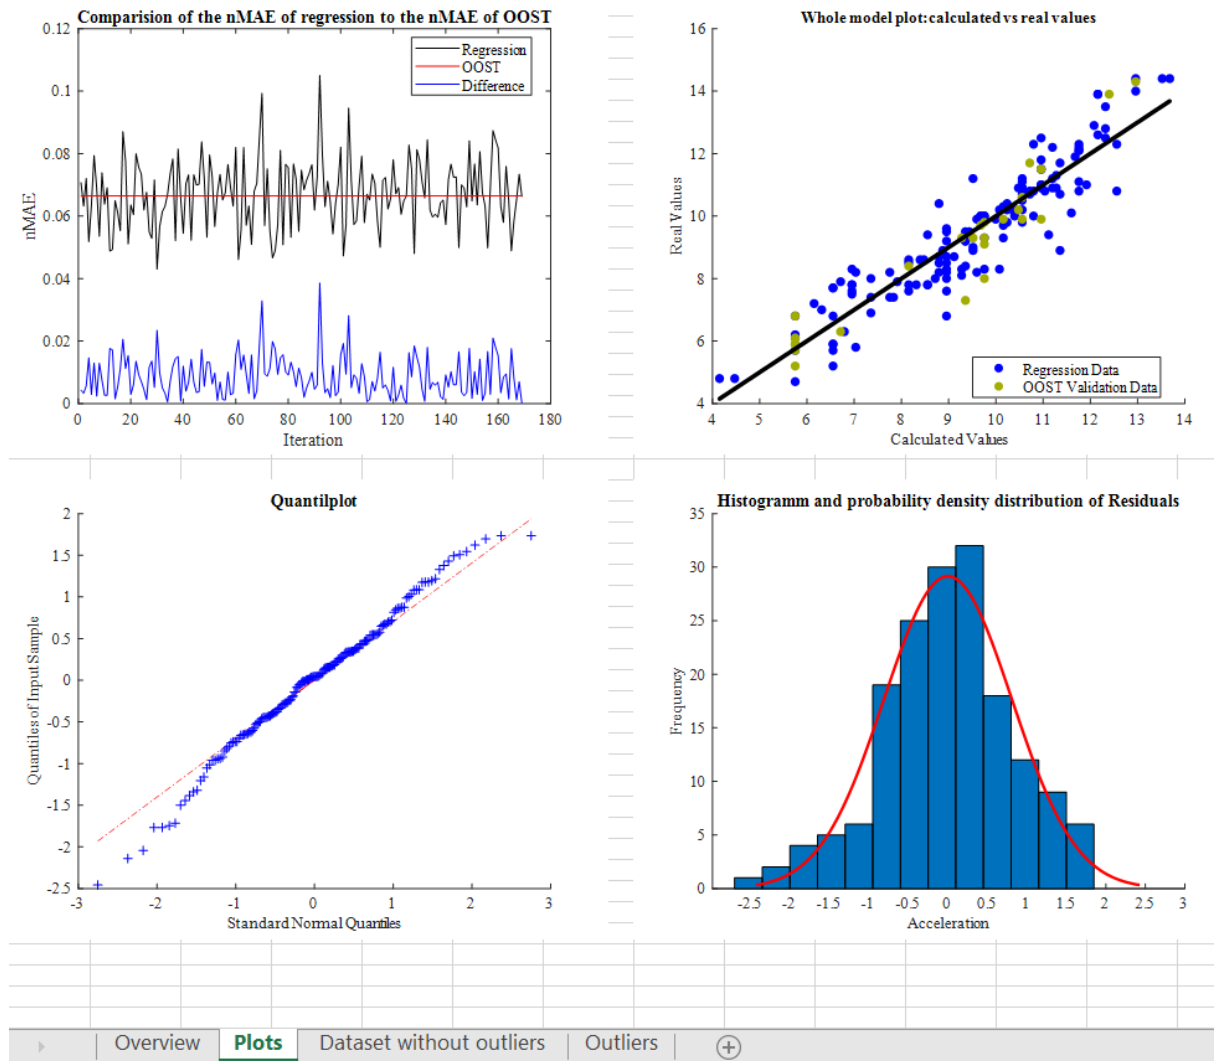 Comparision of the nMAE of regression to the nMAE of OOST
0.12
0.1
0.08
0.06
0.04
0.02
0
nMAE
Regression
OOST
Difference
0 20 40 60 80 100 120 140 160 180
Iteration
Whole model plot: calculated vs real values
16
14
12
10
8
6
4
Real Values
Regression Data
OOST Validation Data
4 5 6 7 8 9 10 11 12 13 14
Calculated Values
Quantilplot
2
1.5
1
0.5
0
-0.5
-1
-1.5
-2
-2.5
Quantiles of Input Sample
-3 -2 -1 0 1 2 3
Standard Normal Quantiles
Histogramm and probability density distribution of Residuals
35
30
25
20
15
10
5
0
Frequency
-2.5 -2 -1.5 -1 -0.5 0 0.5 1 1.5 2 2.5 3
Acceleration
Overview Plots Dataset without outliers Outliers